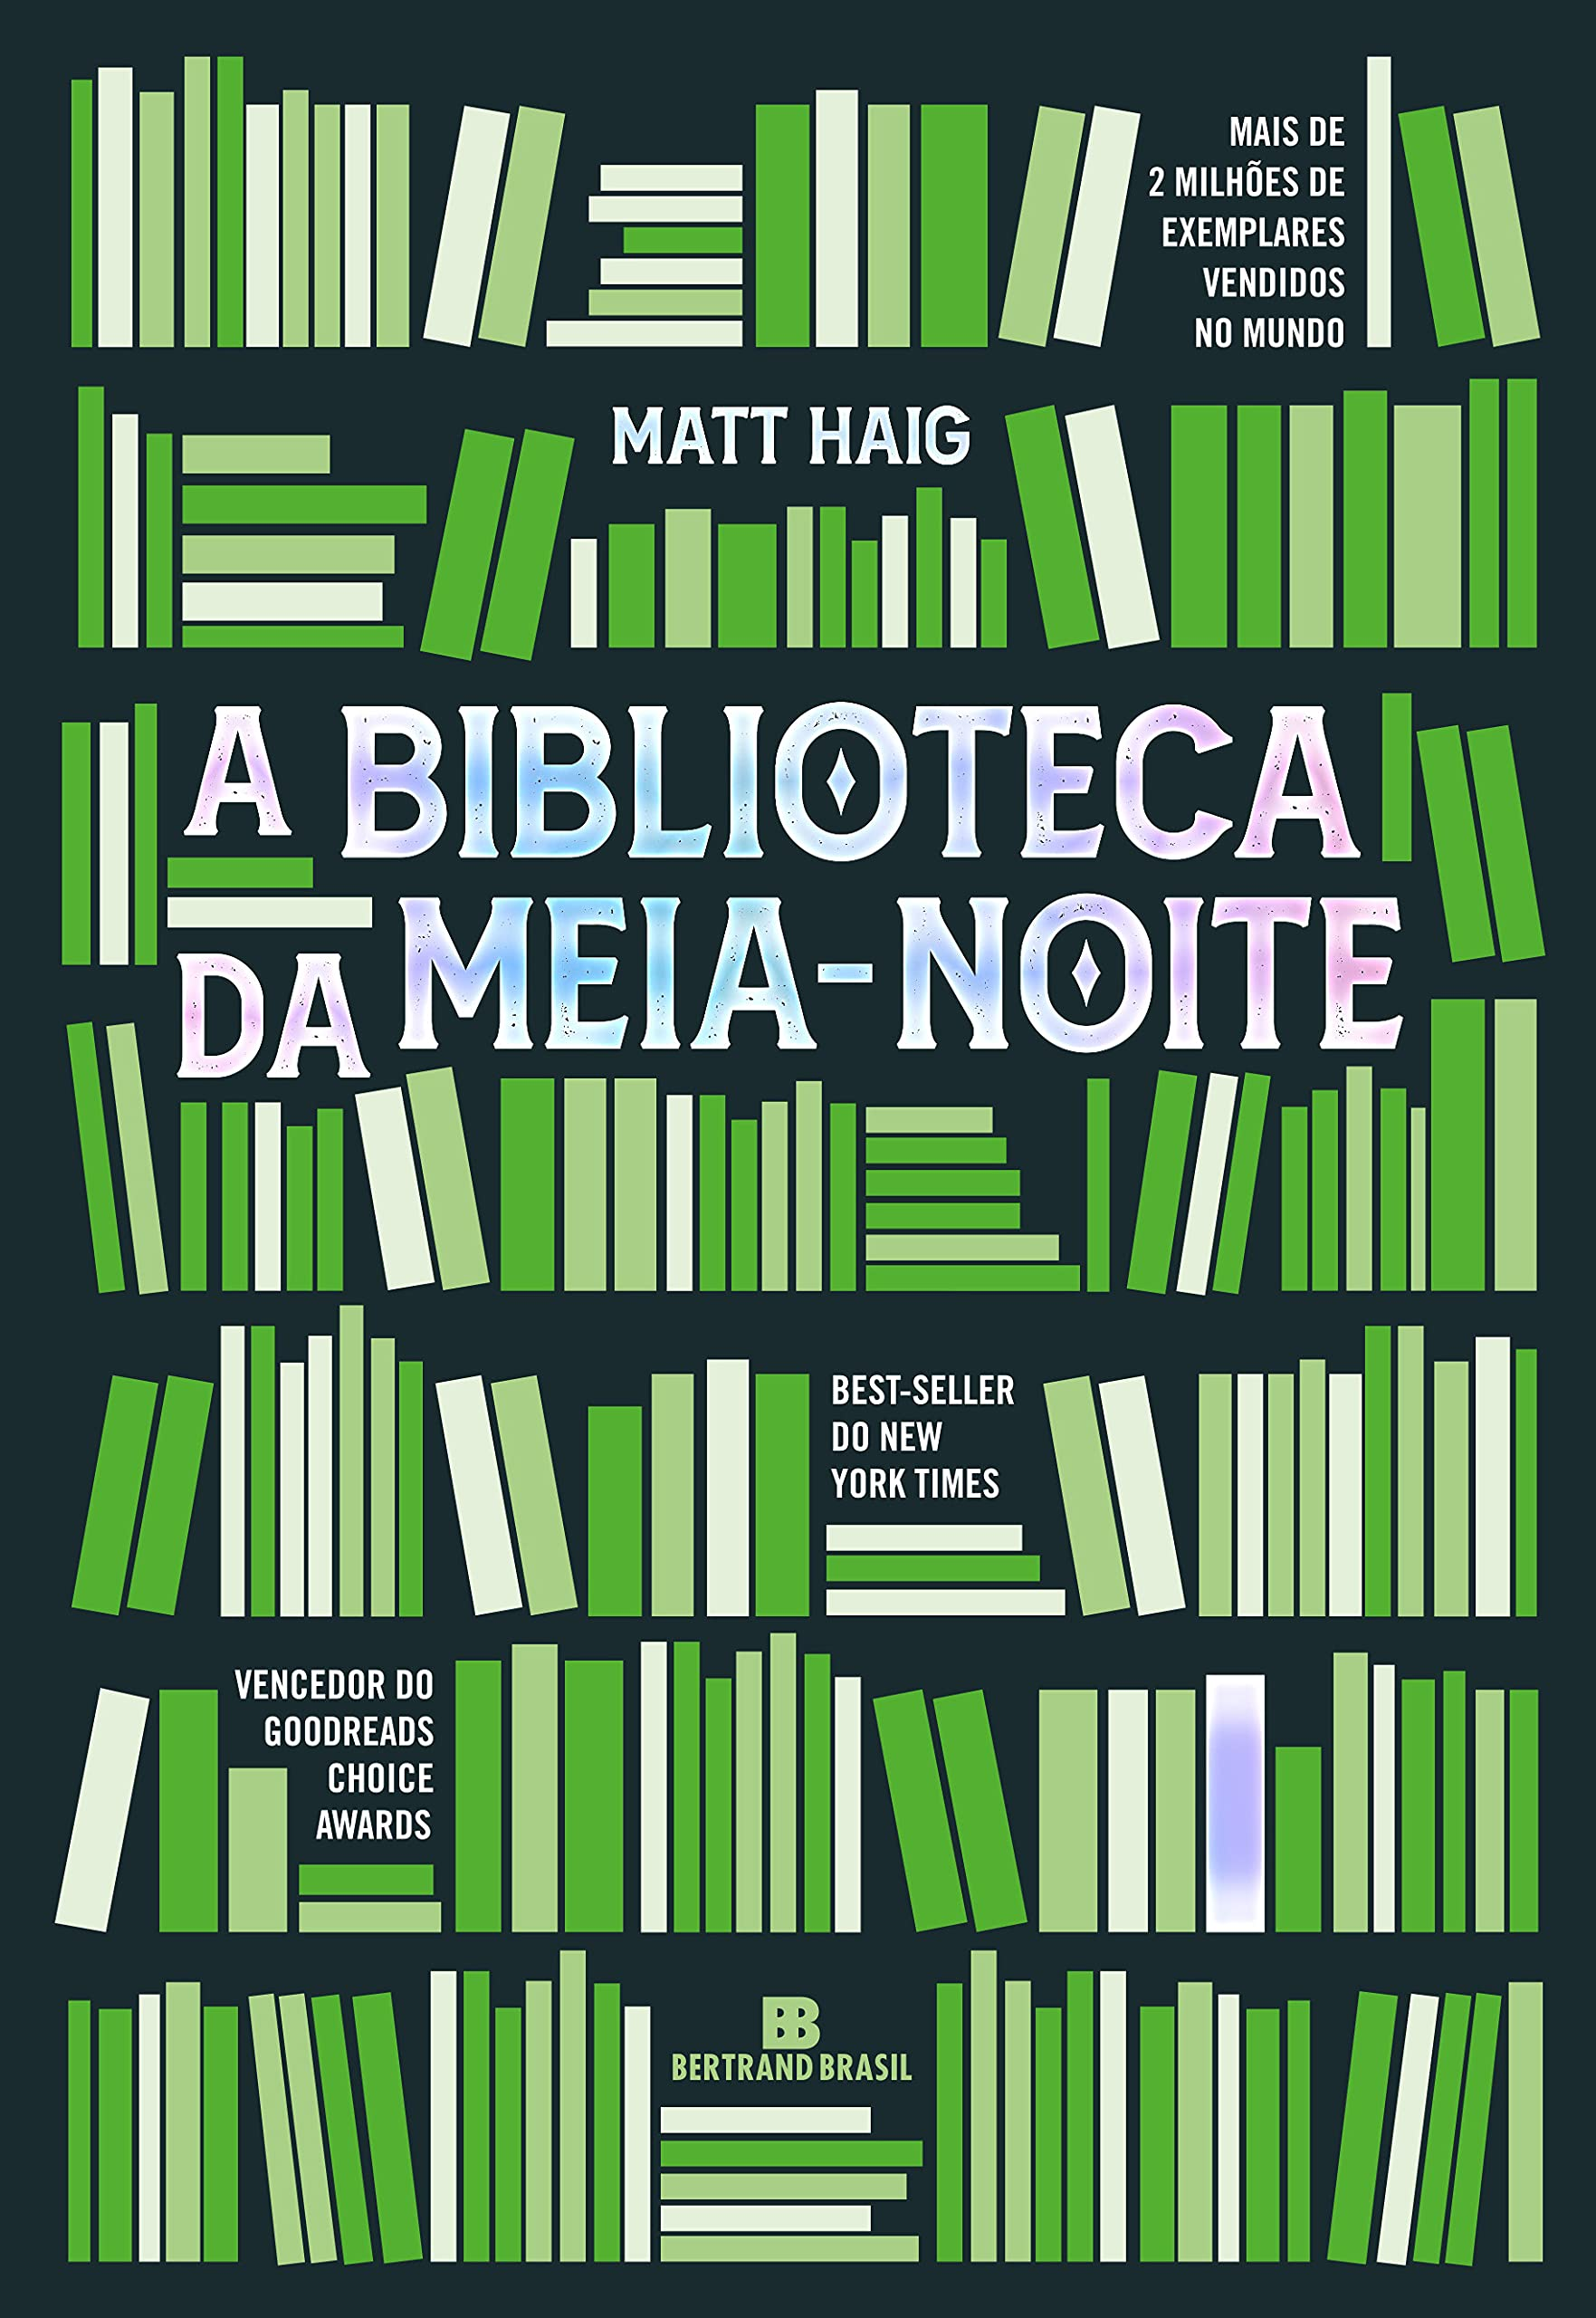 MAIS DE
2 MILHÕES DE
EXEMPLARES
VENDIDOS
NO MUNDO
MATT HAIG
A BIBLIOTECA
DA MEIA-NOITE
BEST-SELLER
DO NEW
YORK TIMES
VENCEDOR DO
GOODREADS
CHOICE
AWARDS
BB
BERTRAND BRASIL